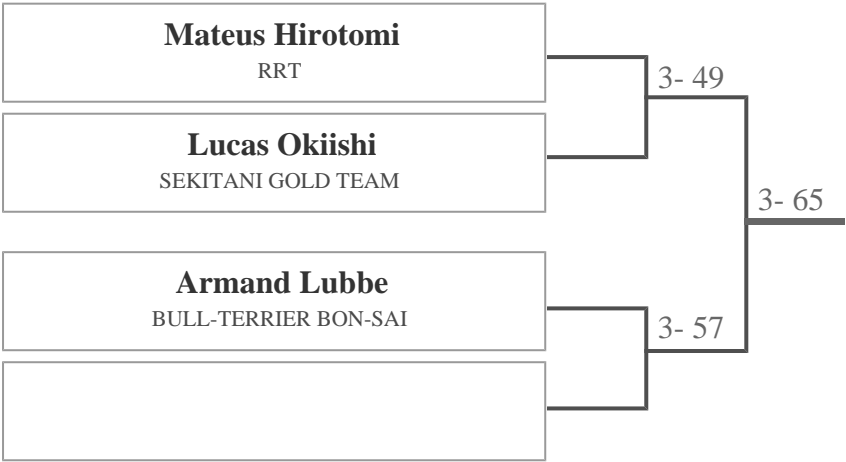 Mateus Hirotomi
RRT
3- 49
Lucas Okiishi
SEKITANI GOLD TEAM
3- 65
Armand Lubbe
BULL-TERRIER BON-SAI
3- 57